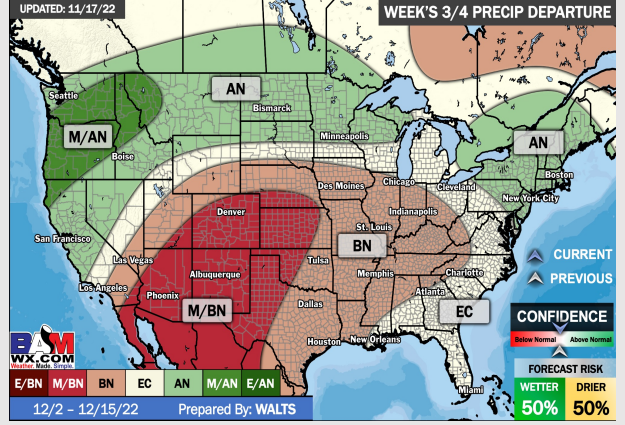 UPDATED: 11/17/22
WEEK'S 3/4 PRECIP DEPARTURE
Seattle
AN
Bismarck
M/AN
Minneapolis
AN
Boise
Boston
Des Moines
Chicago
Cleveland
New York City
Denver
Indianapolis
San Francisco
St. Louis
BN
Las Vegas
Tulsa
CURRENT
Albuquerque
Memphis
Charlotte
PREVIOUS
Los Angeles
Phoenix
Atlanta
M/BN
Dallas
EC
CONFIDENCE
Houston
New Orleans
Below Normal
Above Normal
BAM
WX.COM
Weather. Made. Simple.
FORECAST RISK
Miami
E/BN
M/BN
BN
EC
AN
M/AN
E/AN
WETTER
50%
DRIER
50%
12/2 – 12/15/22
Prepared By: WALTS